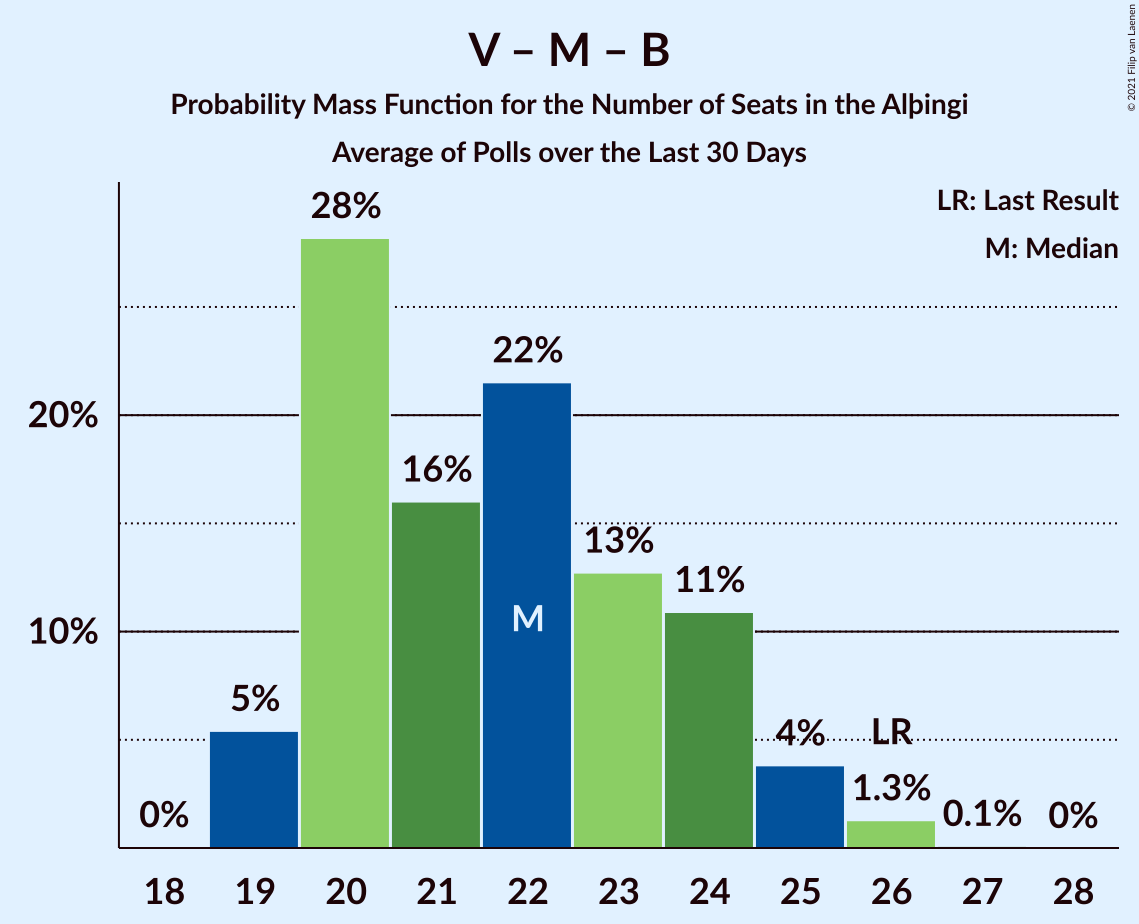 V – M – B
Probability Mass Function for the Number of Seats in the Alþingi
Average of Polls over the Last 30 Days
© 2021 Filip van Laenen
LR: Last Result
M: Median
28%
22%
20%
16%
13%
11%
M
10%
5%
4%
LR
1.3%
0%
0.1%
0%
18 19 20 21 22 23 24 25 26 27 28